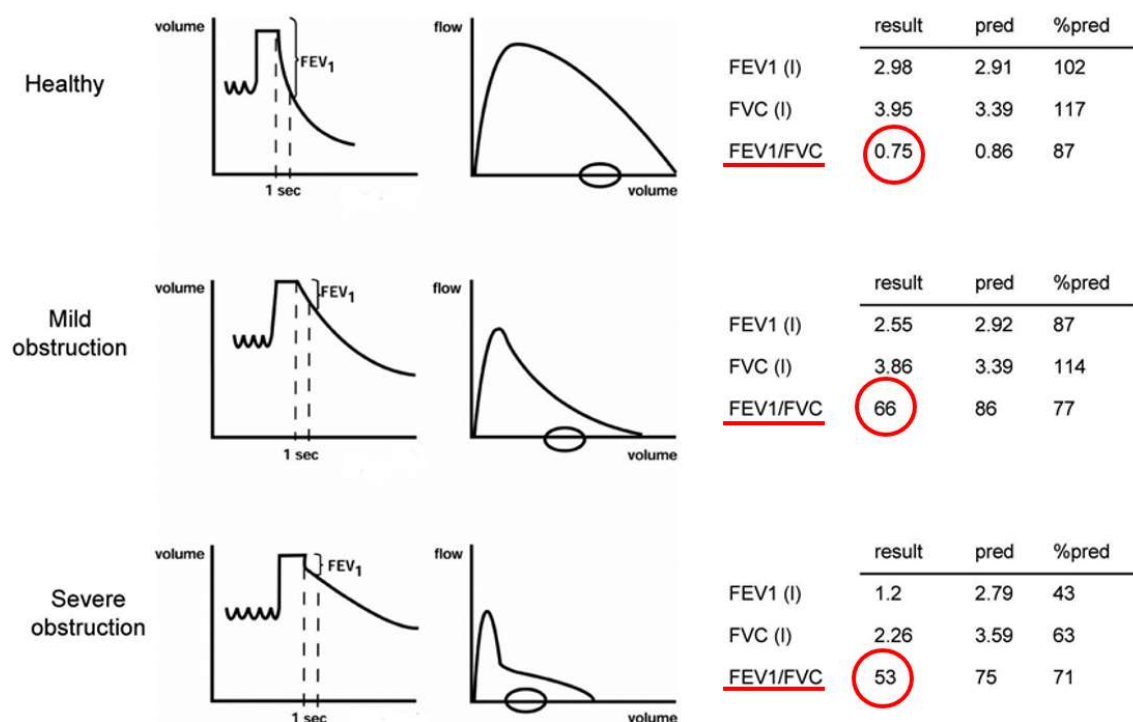 Healthy
volume
FEV1
1 sec
flow
volume
result pred %pred
FEV1 (l) 2.98 2.91 102
FVC (l) 3.95 3.39 117
FEV1/FVC 0.75 0.86 87
Mild
obstruction
volume
FEV1
1 sec
flow
volume
result pred %pred
FEV1 (l) 2.55 2.92 87
FVC (l) 3.86 3.39 114
FEV1/FVC 66 86 77
Severe
obstruction
volume
FEV1
1 sec
flow
volume
result pred %pred
FEV1 (l) 1.2 2.79 43
FVC (l) 2.26 3.59 63
FEV1/FVC 53 75 71